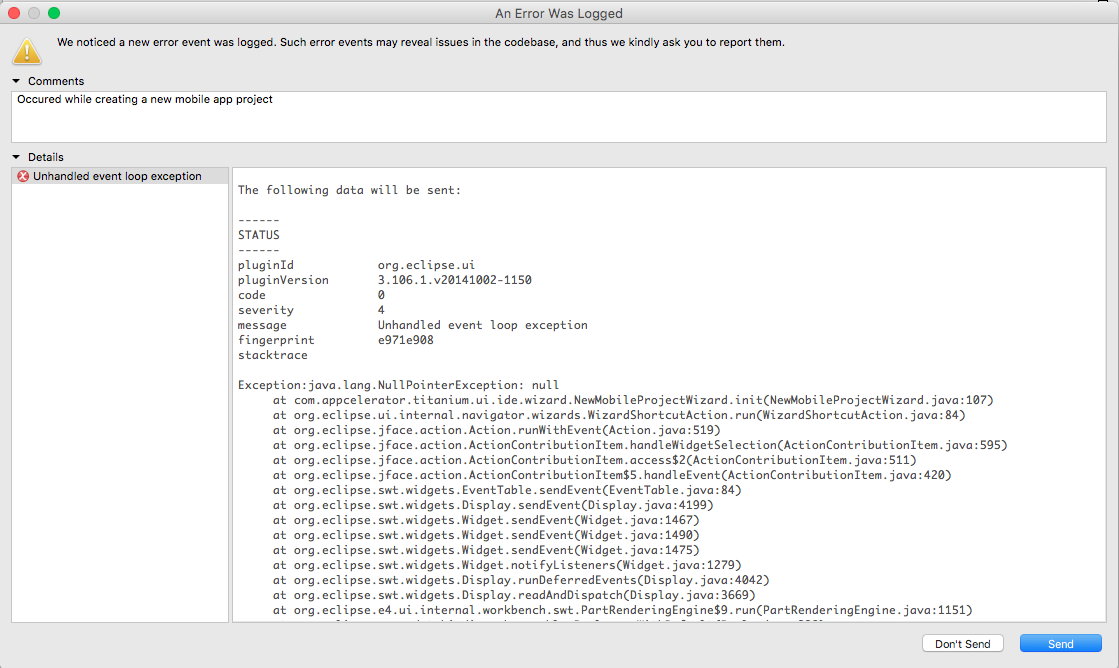 An Error Was Logged
We noticed a new error event was logged. Such error events may reveal issues in the codebase, and thus we kindly ask you to report them.
Comments
Occured while creating a new mobile app project
Details
Unhandled event loop exception
The following data will be sent:
------
STATUS
------
pluginId org.eclipse.ui
pluginVersion 3.106.1.v20141002-1150
code 0
severity 4
message Unhandled event loop exception
fingerprint e971e908
stacktrace
Exception:java.lang.NullPointerException: null
at com.appcelerator.titanium.ui.ide.wizard.NewMobileProjectWizard.init(NewMobileProjectWizard.java:107)
at org.eclipse.ui.internal.navigator.wizards.WizardShortcutAction.run(WizardShortcutAction.java:84)
at org.eclipse.jface.action.Action.runWithEvent(Action.java:519)
at org.eclipse.jface.action.ActionContributionItem.handleWidgetSelection(ActionContributionItem.java:595)
at org.eclipse.jface.action.ActionContributionItem.access$2(ActionContributionItem.java:511)
at org.eclipse.jface.action.ActionContributionItem$5.handleEvent(ActionContributionItem.java:420)
at org.eclipse.swt.widgets.EventTable.sendEvent(EventTable.java:84)
at org.eclipse.swt.widgets.Display.sendEvent(Display.java:4199)
at org.eclipse.swt.widgets.Widget.sendEvent(Widget.java:1467)
at org.eclipse.swt.widgets.Widget.sendEvent(Widget.java:1490)
at org.eclipse.swt.widgets.Widget.sendEvent(Widget.java:1475)
at org.eclipse.swt.widgets.Widget.notifyListeners(Widget.java:1279)
at org.eclipse.swt.widgets.Display.runDeferredEvents(Display.java:4042)
at org.eclipse.swt.widgets.Display.readAndDispatch(Display.java:3669)
at org.eclipse.e4.ui.internal.workbench.swt.PartRenderingEngine$9.run(PartRenderingEngine.java:1151)
Don't Send
Send